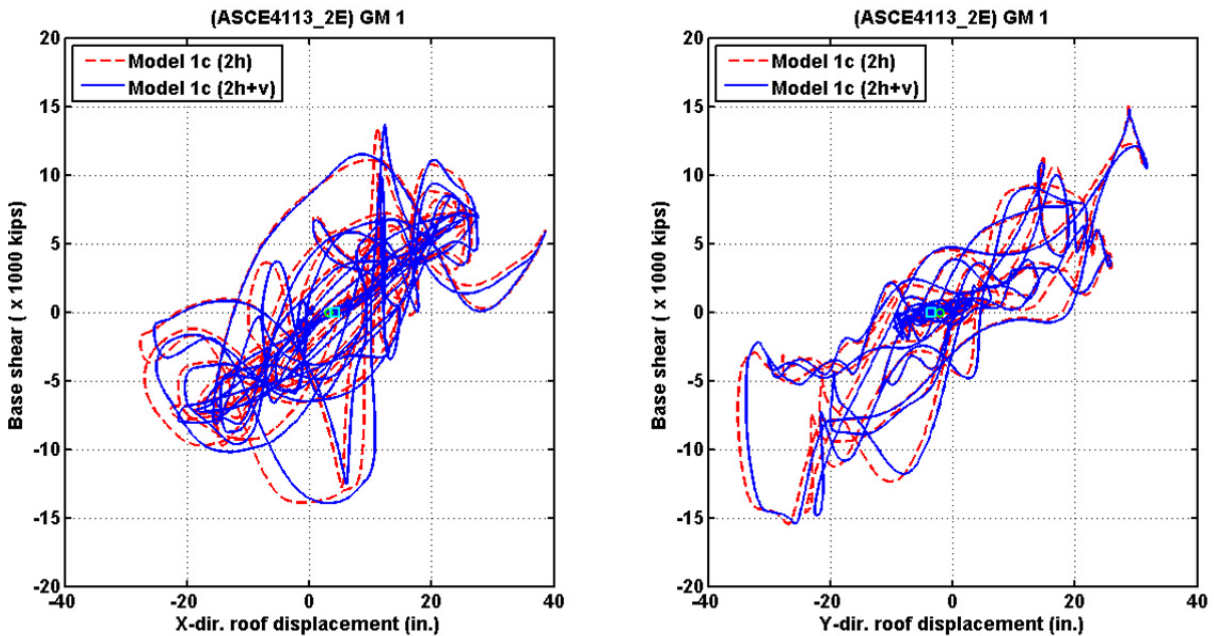 (ASCE4113_2E) GM 1
20
15
10
5
0
-5
-10
-15
-20
Base shear ( x 1000 kips)
Model 1c (2h)
Model 1c (2h+v)
-40
-20
0
20
40
X-dir. roof displacement (in.)
(ASCE4113_2E) GM 1
20
15
10
5
0
-5
-10
-15
-20
Base shear ( x 1000 kips)
Model 1c (2h)
Model 1c (2h+v)
-40
-20
0
20
40
Y-dir. roof displacement (in.)